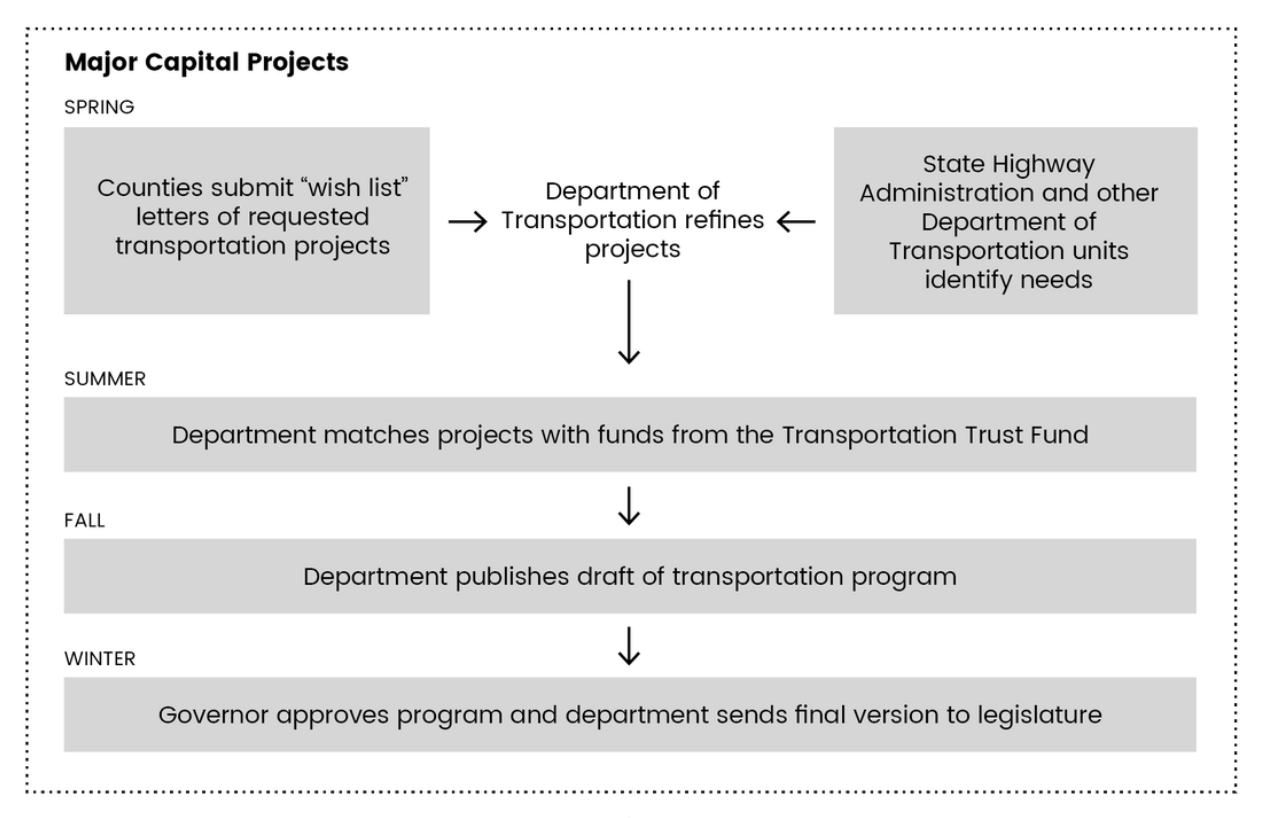 Major Capital Projects
SPRING
Counties submit “wish list”
letters of requested
transportation projects
Department of
Transportation refines
projects
State Highway
Administration and other
Department of
Transportation units
identify needs
SUMMER
Department matches projects with funds from the Transportation Trust Fund
FALL
Department publishes draft of transportation program
WINTER
Governor approves program and department sends final version to legislature